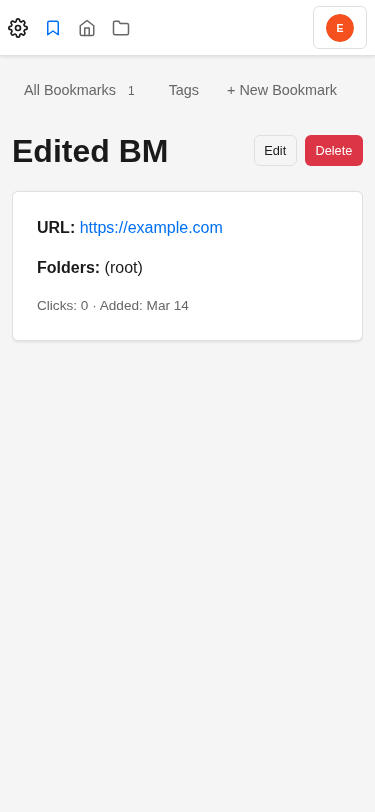 E
All Bookmarks 1 Tags + New Bookmark
Edited BM Edit Delete
URL: https://example.com
Folders: (root)
Clicks: 0 · Added: Mar 14